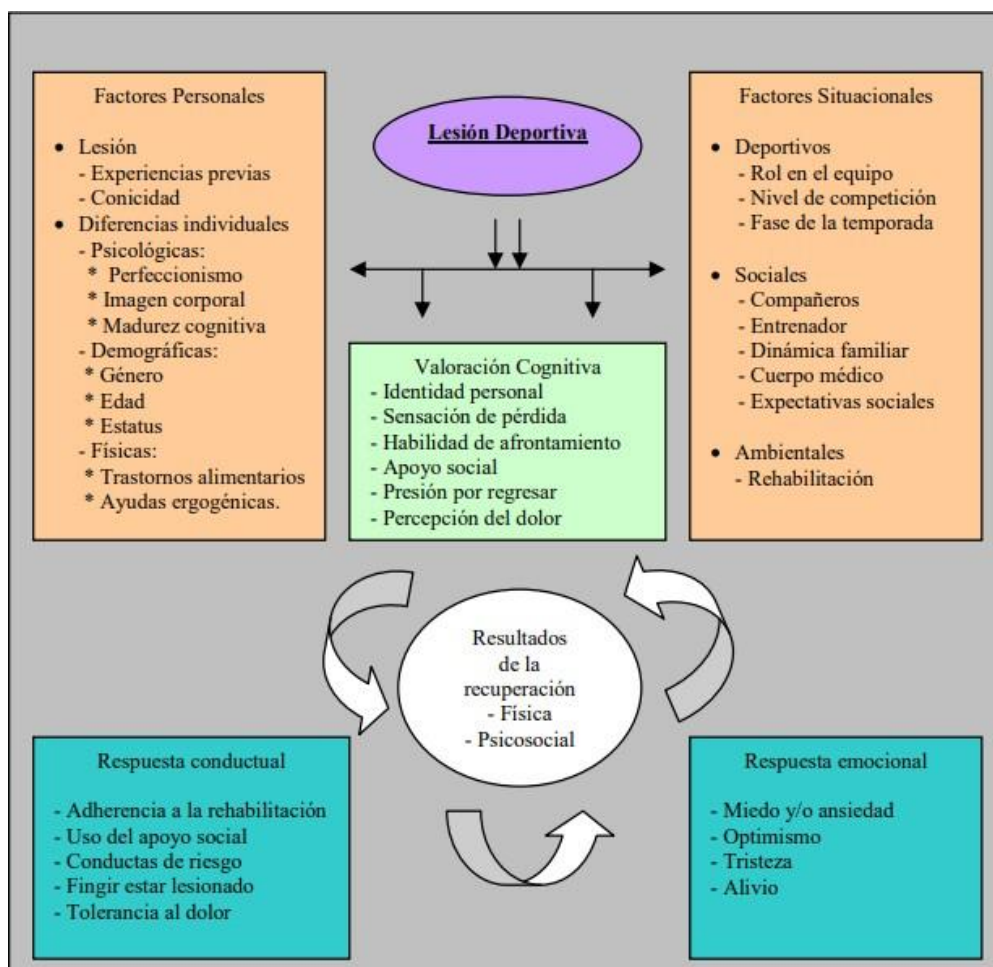 Factores Personales
• Lesión
- Experiencias previas
- Conicidad
• Diferencias individuales
- Psicológicas:
* Perfeccionismo
* Imagen corporal
* Madurez cognitiva
- Demográficas:
* Género
* Edad
* Estatus
- Físicas:
* Trastornos alimentarios
* Ayudas ergogénicas.
Lesión Deportiva
Factores Situacionales
• Deportivos
- Rol en el equipo
- Nivel de competición
- Fase de la temporada
• Sociales
- Compañeros
- Entrenador
- Dinámica familiar
- Cuerpo médico
- Expectativas sociales
• Ambientales
- Rehabilitación
Valoración Cognitiva
- Identidad personal
- Sensación de pérdida
- Habilidad de afrontamiento
- Apoyo social
- Presión por regresar
- Percepción del dolor
Resultados
de la
recuperación
- Física
- Psicosocial
Respuesta conductual
- Adherencia a la rehabilitación
- Uso del apoyo social
- Conductas de riesgo
- Fingir estar lesionado
- Tolerancia al dolor
Respuesta emocional
- Miedo y/o ansiedad
- Optimismo
- Tristeza
- Alivio